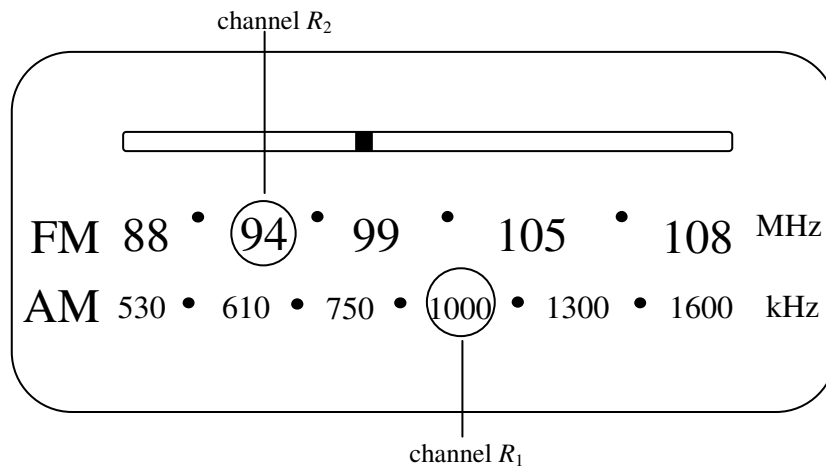 channel R₂
FM 88 • 94 • 99 • 105 • 108 MHz
AM 530 • 610 • 750 • 1000 • 1300 • 1600 kHz
channel R₁